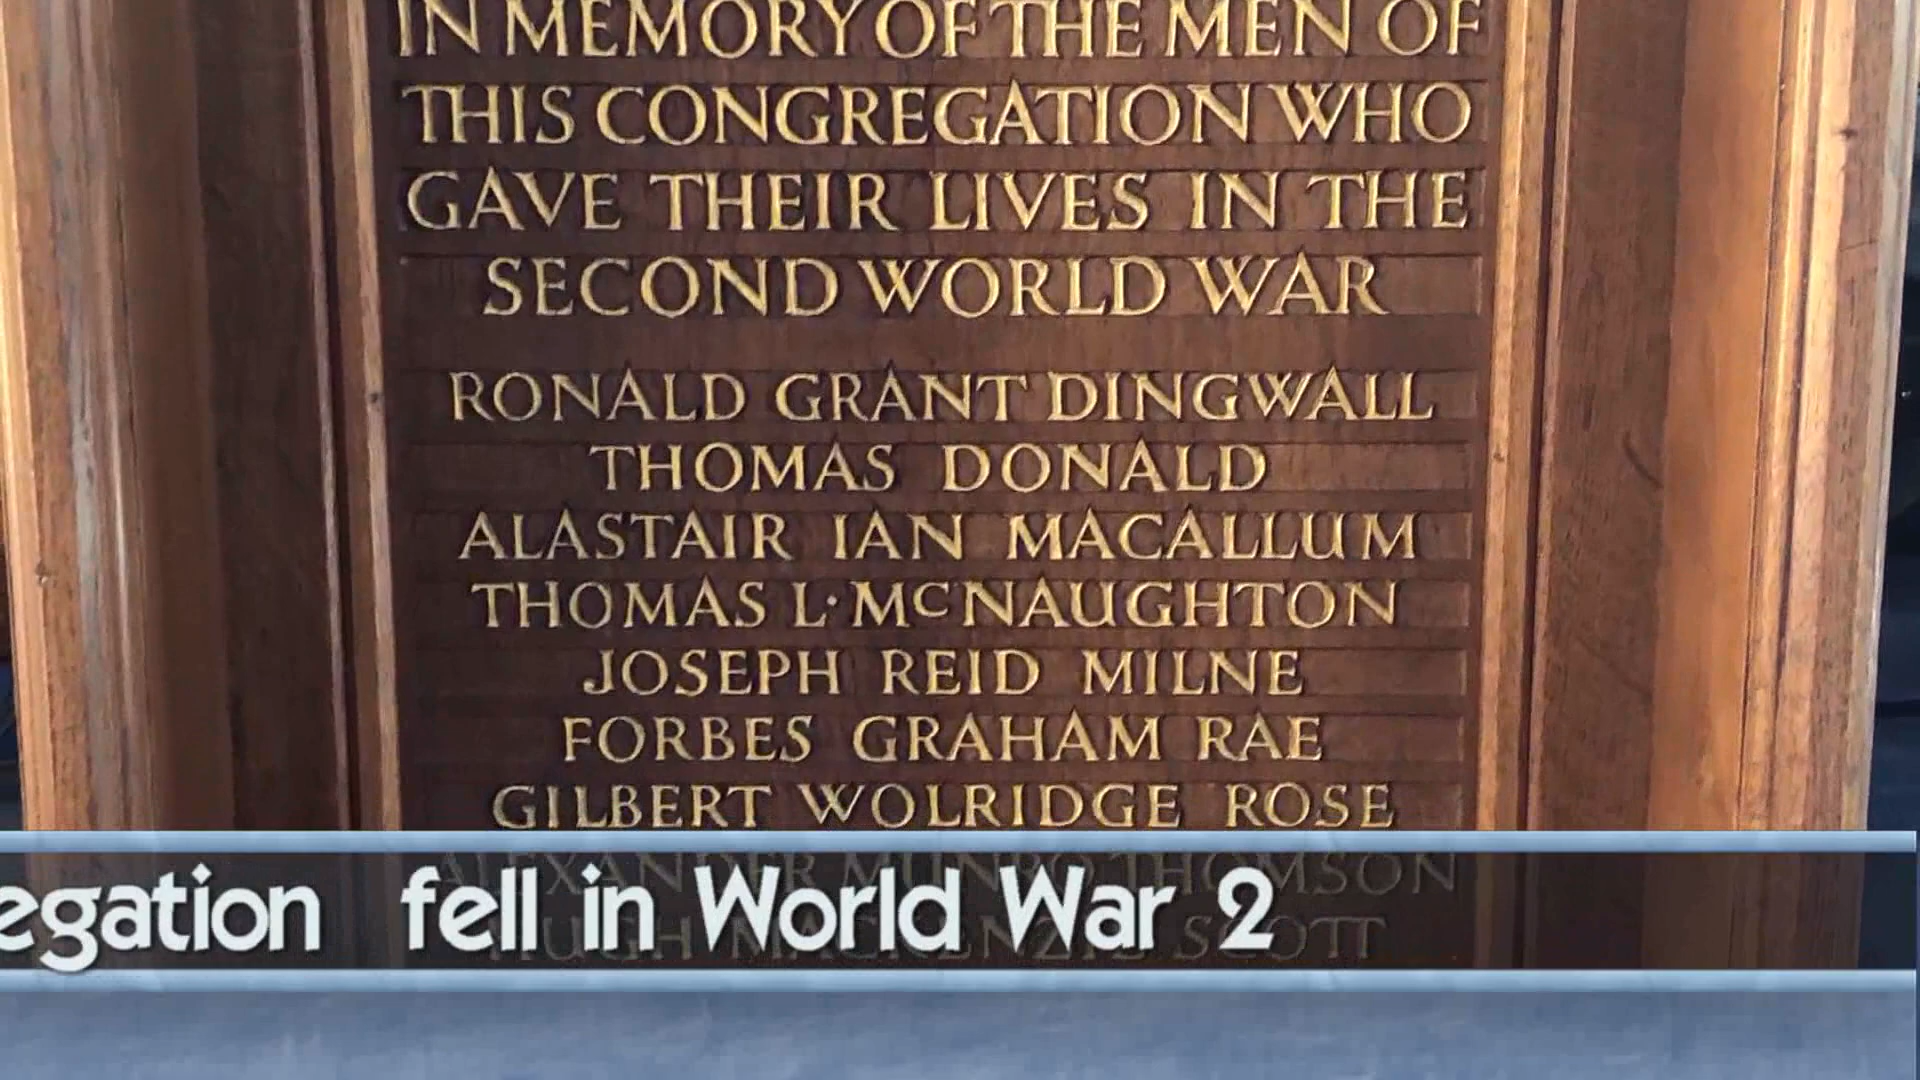 IN MEMORY OF THE MEN OF
THIS CONGREGATION WHO
GAVE THEIR LIVES IN THE
SECOND WORLD WAR
RONALD GRANT DINGWALL
THOMAS DONALD
ALASTAIR IAN MACALLUM
THOMAS L·MCNAUGHTON
JOSEPH REID MILNE
FORBES GRAHAM RAE
GILBERT WOLRIDGE ROSE
ALEXANDER MUNRO THOMSON
HUGH MACKENZIE SCOTT
egation fell in World War 2